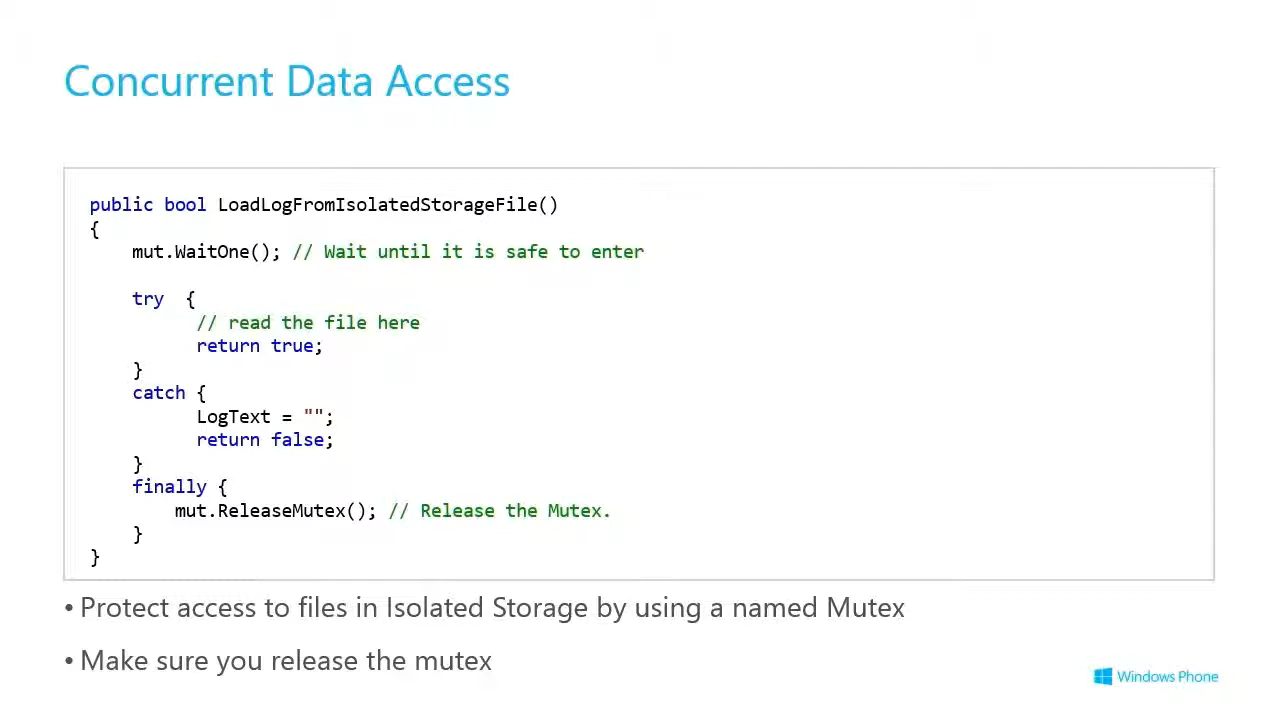 Concurrent Data Access
public bool LoadLogFromIsolatedStorageFile()
{
    mut.WaitOne(); // Wait until it is safe to enter
    try  {
          // read the file here
          return true;
    }
    catch {
          LogText = "";
          return false;
    }
    finally {
        mut.ReleaseMutex(); // Release the Mutex.
    }
}
• Protect access to files in Isolated Storage by using a named Mutex
• Make sure you release the mutex
Windows Phone